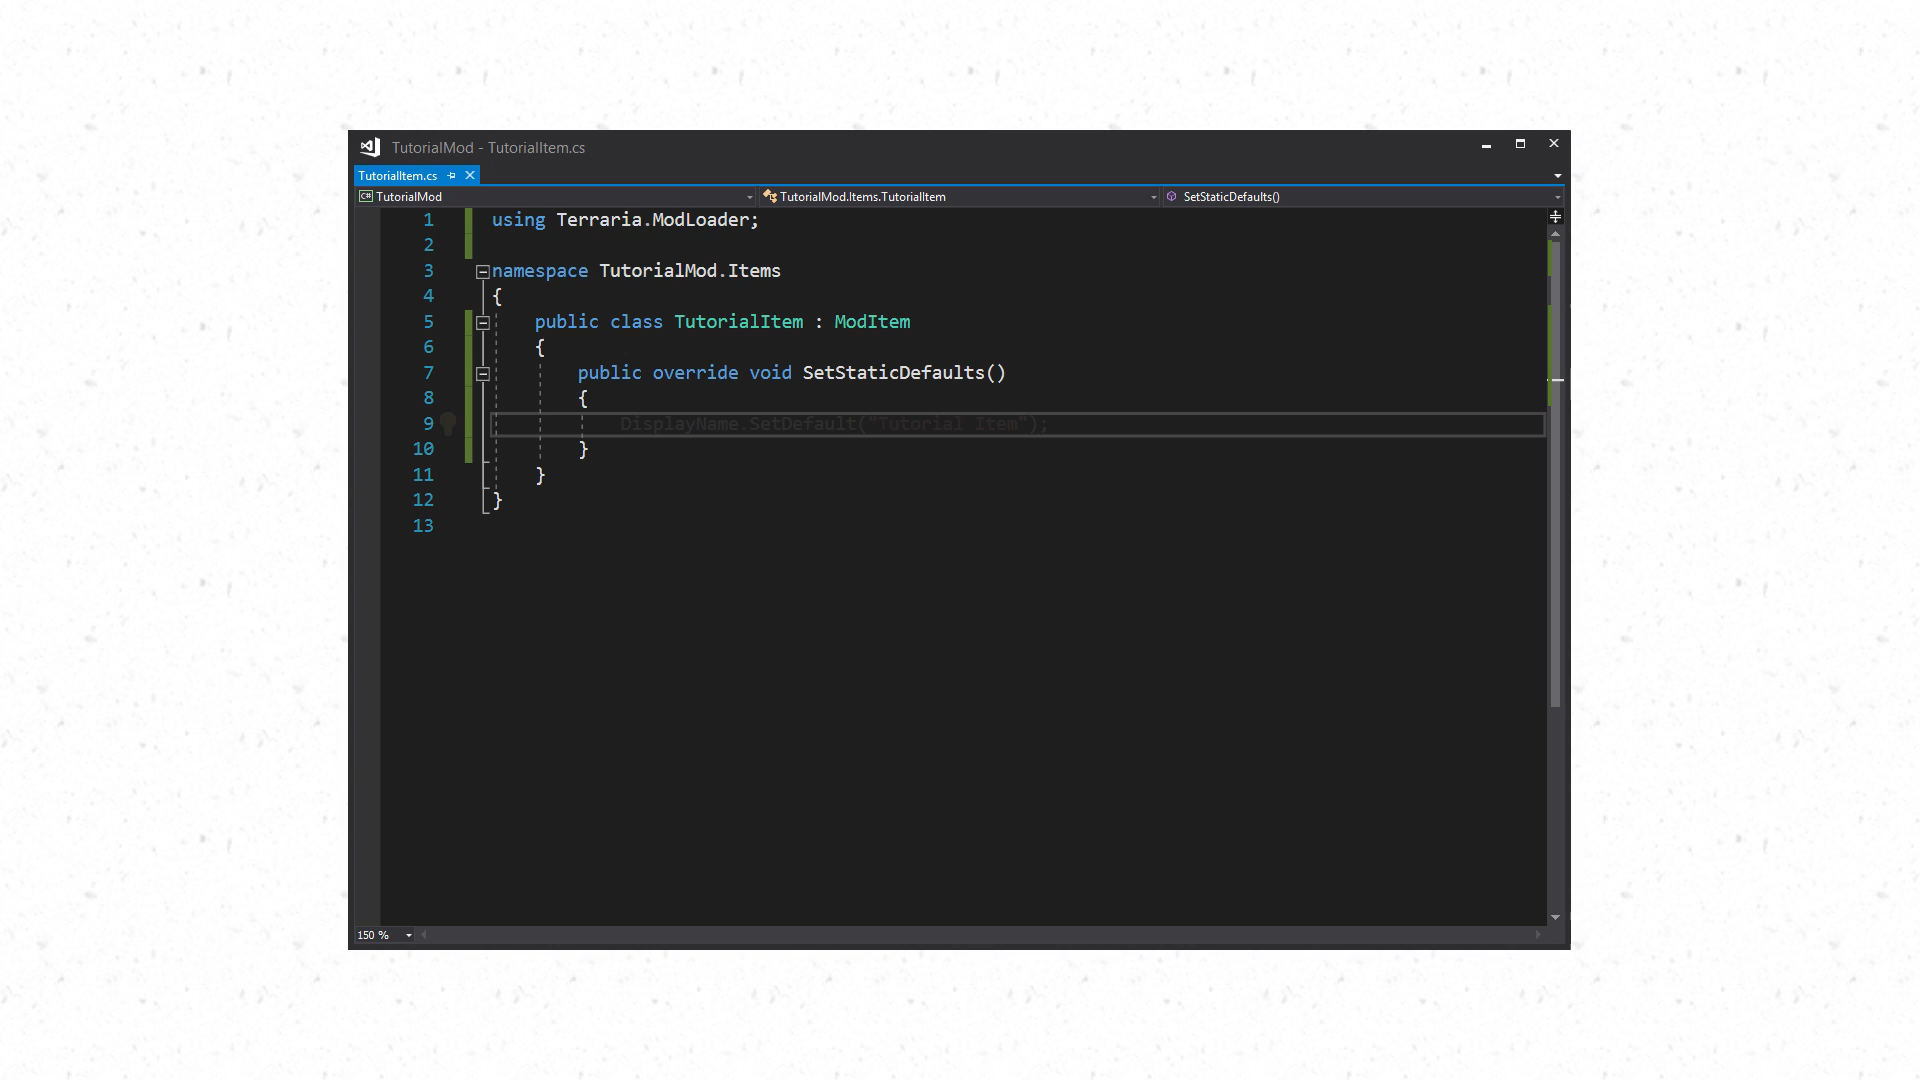 TutorialMod - TutorialItem.cs
TutorialItem.cs
TutorialMod TutorialMod.Items.TutorialItem SetStaticDefaults()
1 using Terraria.ModLoader;
2
3 namespace TutorialMod.Items
4 {
5 public class TutorialItem : ModItem
6 {
7 public override void SetStaticDefaults()
8 {
9 DisplayName.SetDefault("Tutorial Item");
10 }
11 }
12 }
13
150 %